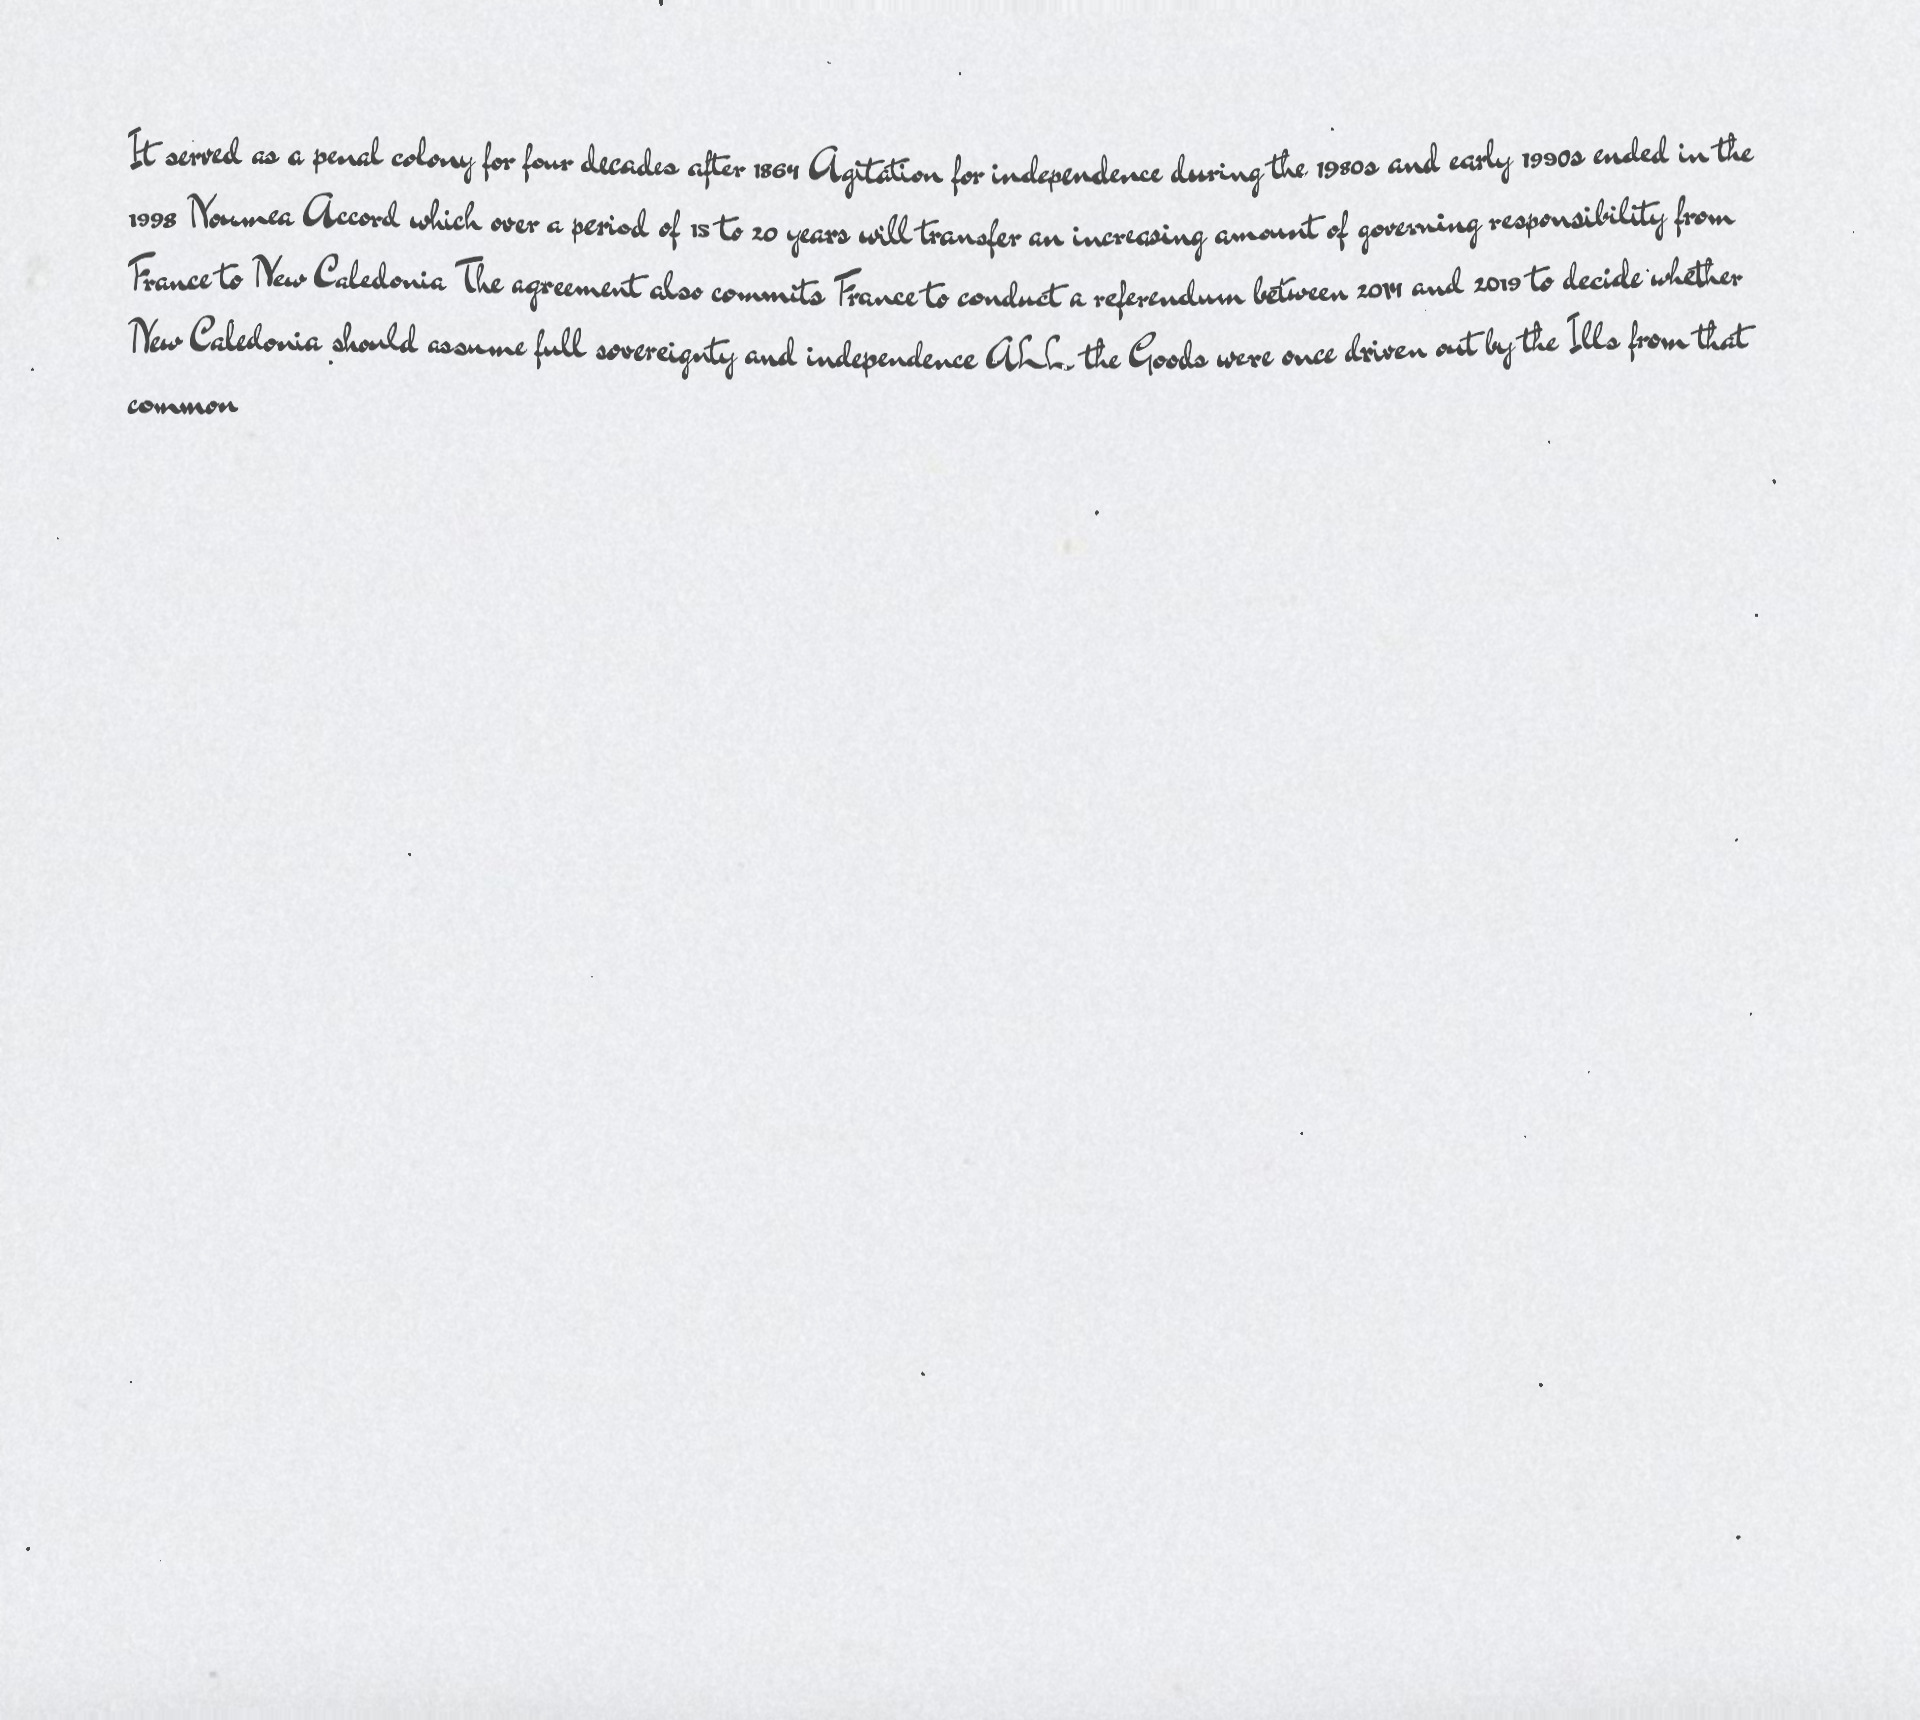 It served as a penal colony for four decades after 1864 Agitation for independence during the 1980s and early 1990s ended in the
1998 Noumea Accord which over a period of 15 to 20 years will transfer an increasing amount of governing responsibility from
France to New Caledonia The agreement also commits France to conduct a referendum between 2014 and 2019 to decide whether
New Caledonia should assume full sovereignty and independence ALL the Goods were once driven out by the Ills from that
common